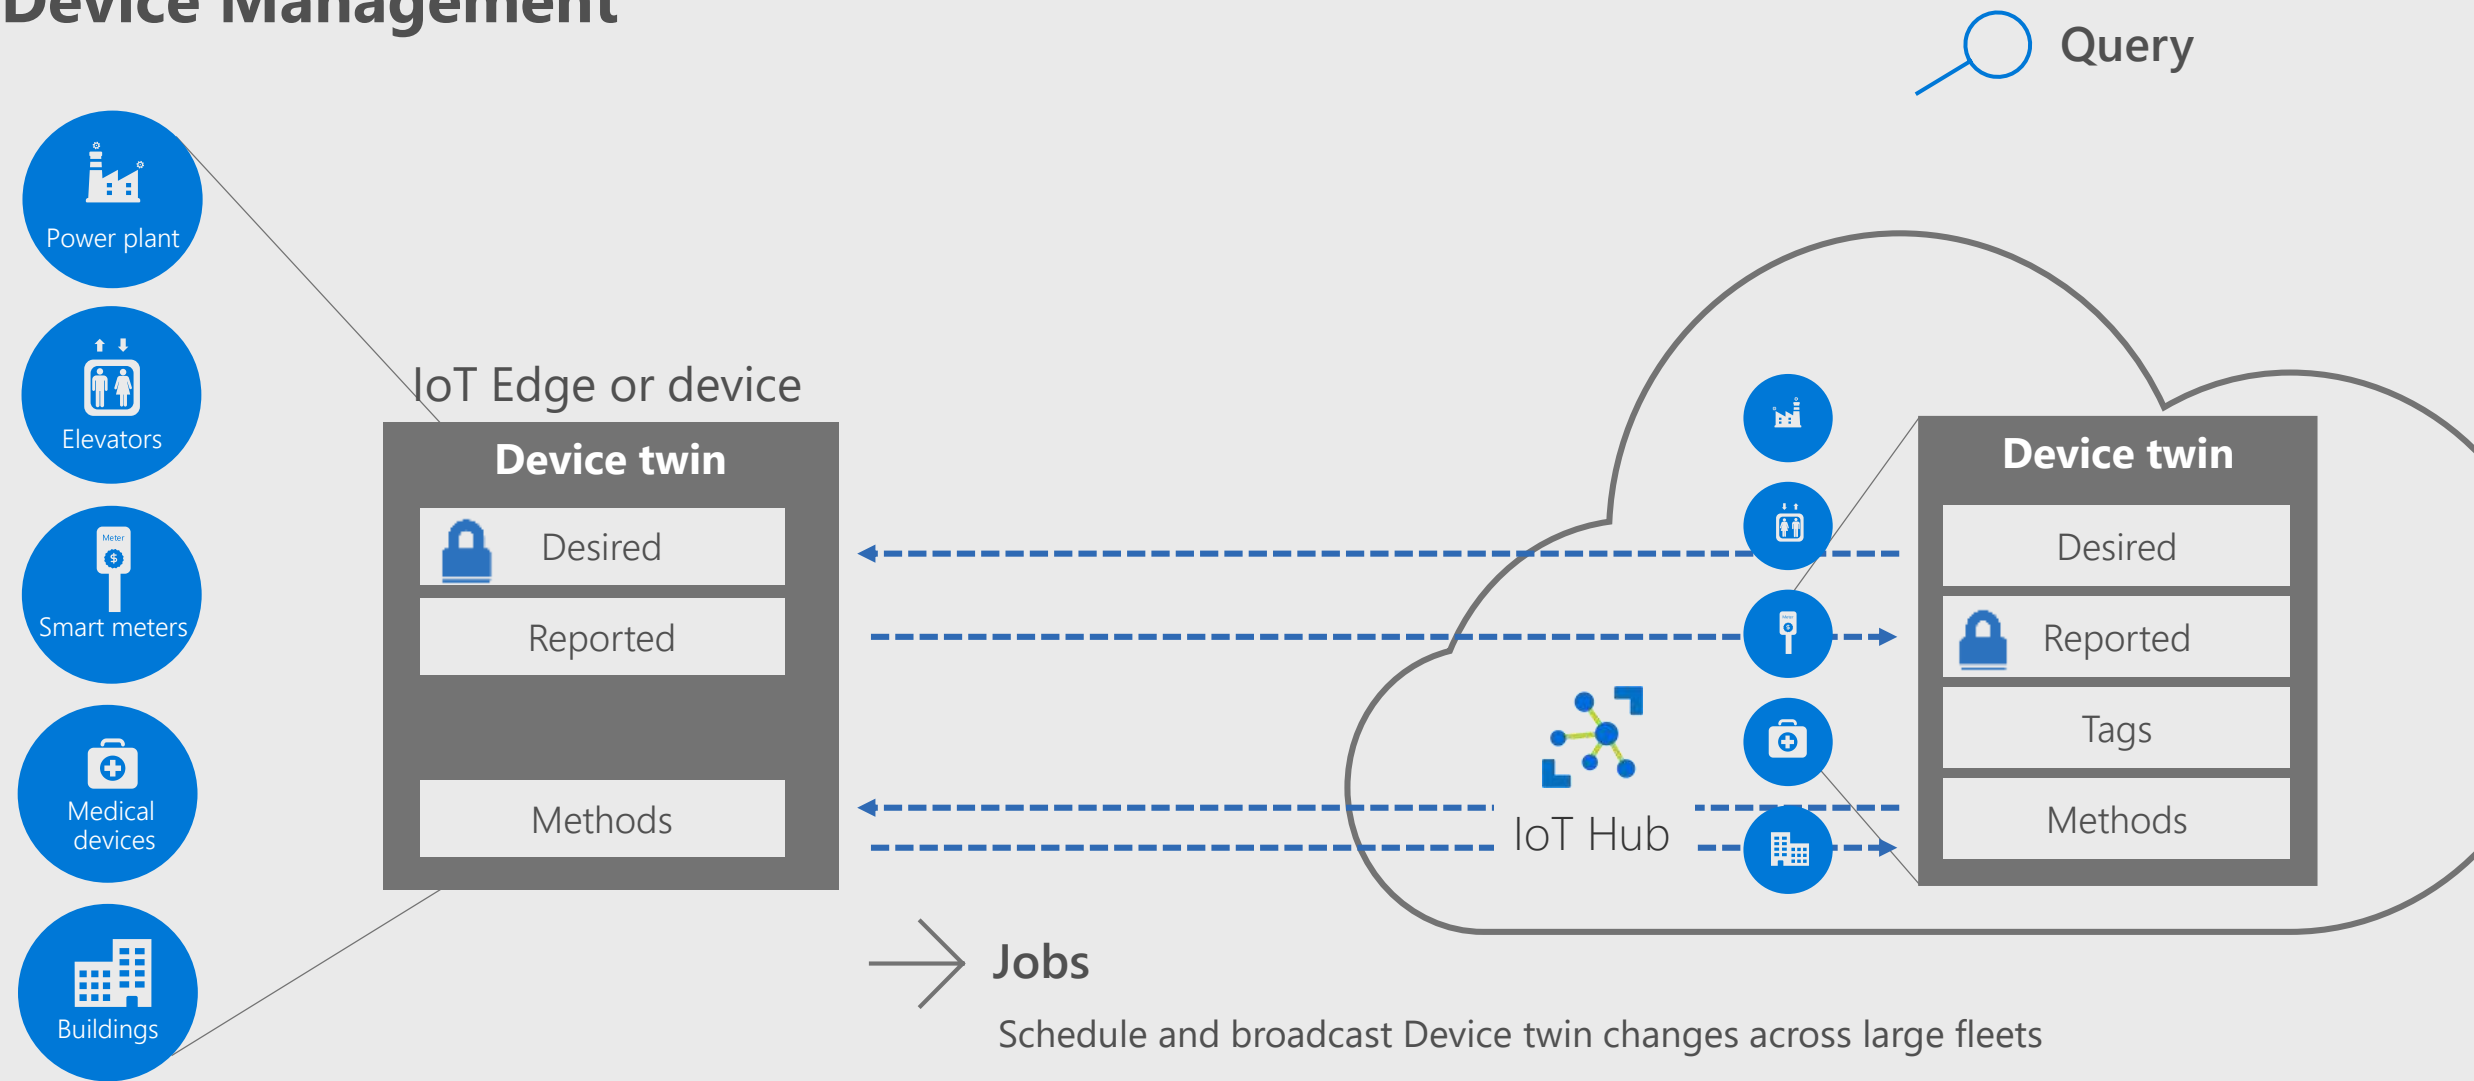 Device Management
Query
Power plant
Elevators
Meter
$
Smart meters
Medical
devices
Buildings
IoT Edge or device
Device twin
Desired
Reported
Methods
IoT Hub
Meter
Device twin
Desired
Reported
Tags
Methods
Jobs
Schedule and broadcast Device twin changes across large fleets